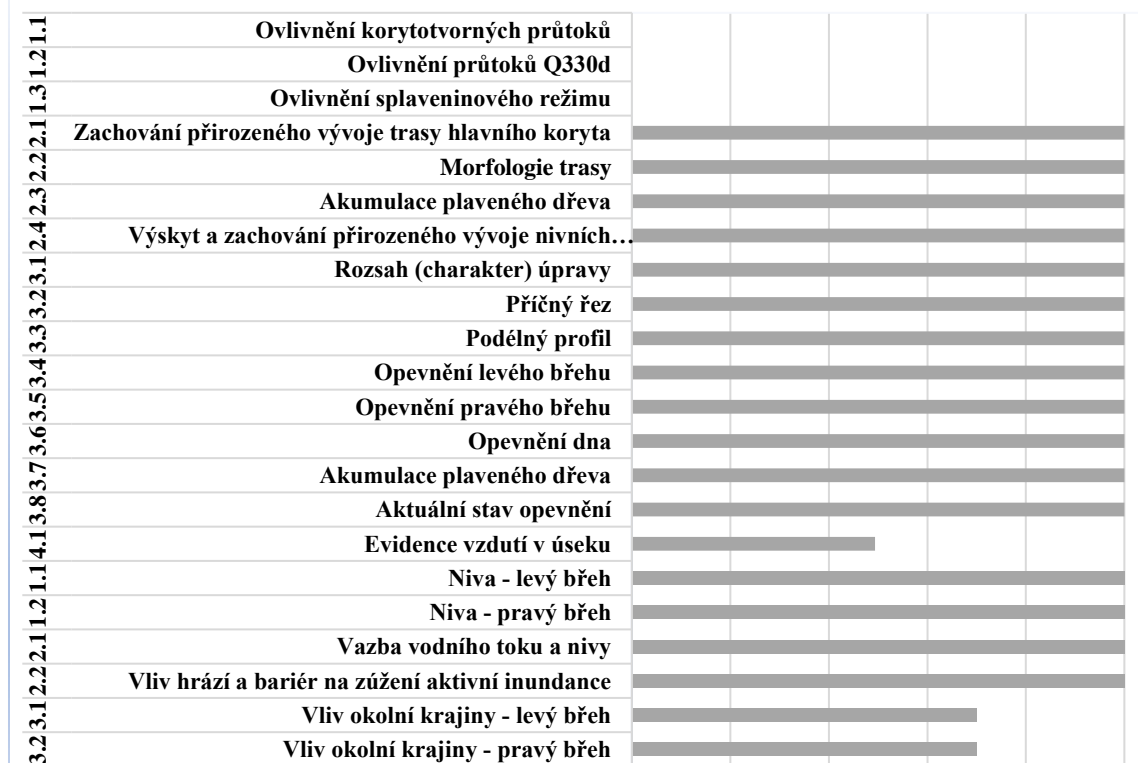 1.1 Ovlivnění korytotvorných průtoků
1.2 Ovlivnění průtoků Q330d
1.3 Ovlivnění splaveninového režimu
2.1 Zachování přirozeného vývoje trasy hlavního koryta
2.2 Morfologie trasy
2.3 Akumulace plaveného dřeva
2.4 Výskyt a zachování přirozeného vývoje nivních…
3.1 Rozsah (charakter) úpravy
3.2 Příčný řez
3.3 Podélný profil
3.4 Opevnění levého břehu
3.5 Opevnění pravého břehu
3.6 Opevnění dna
3.7 Akumulace plaveného dřeva
3.8 Aktuální stav opevnění
4.1 Evidence vzdutí v úseku
1.1 Niva - levý břeh
1.2 Niva - pravý břeh
2.1 Vazba vodního toku a nivy
2.2 Vliv hrází a bariér na zúžení aktivní inundance
3.1 Vliv okolní krajiny - levý břeh
3.2 Vliv okolní krajiny - pravý břeh